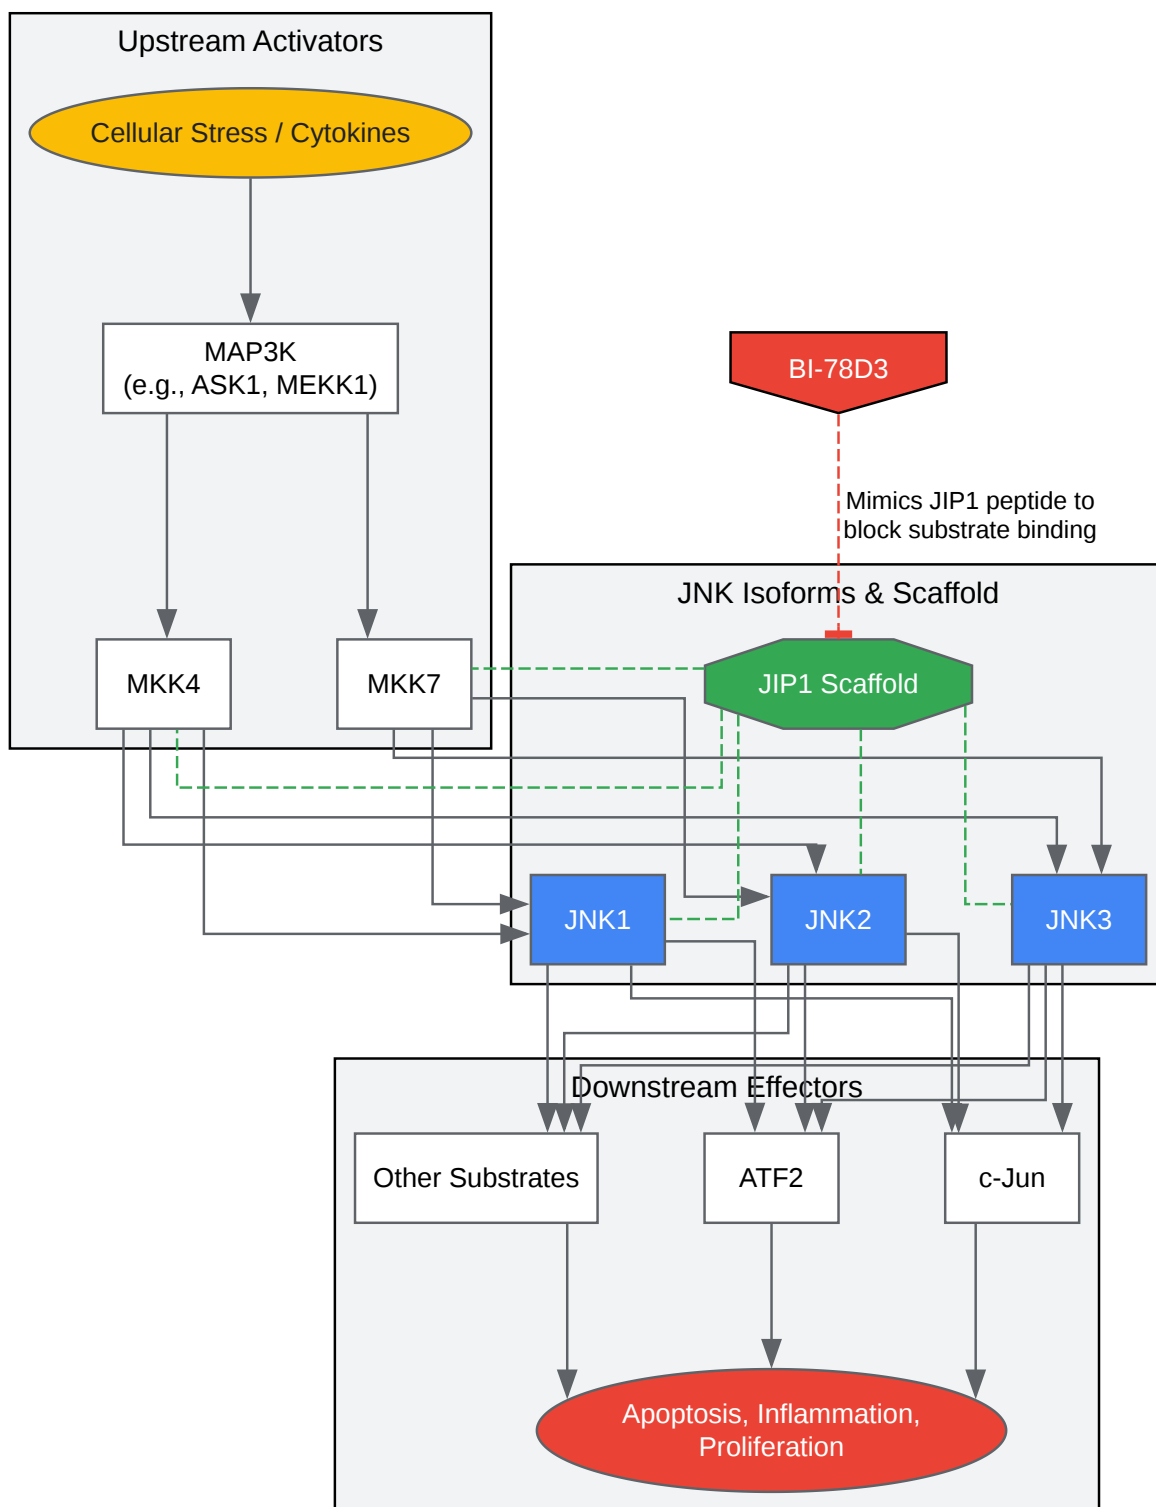 Upstream Activators
Cellular Stress / Cytokines
MAP3K
(e.g., ASK1, MEKK1)
BI-78D3
Mimics JIP1 peptide to
block substrate binding
JNK Isoforms & Scaffold
MKK4
MKK7
JIP1 Scaffold
JNK1
JNK2
JNK3
Downstream Effectors
Other Substrates
ATF2
c-Jun
Apoptosis, Inflammation,
Proliferation